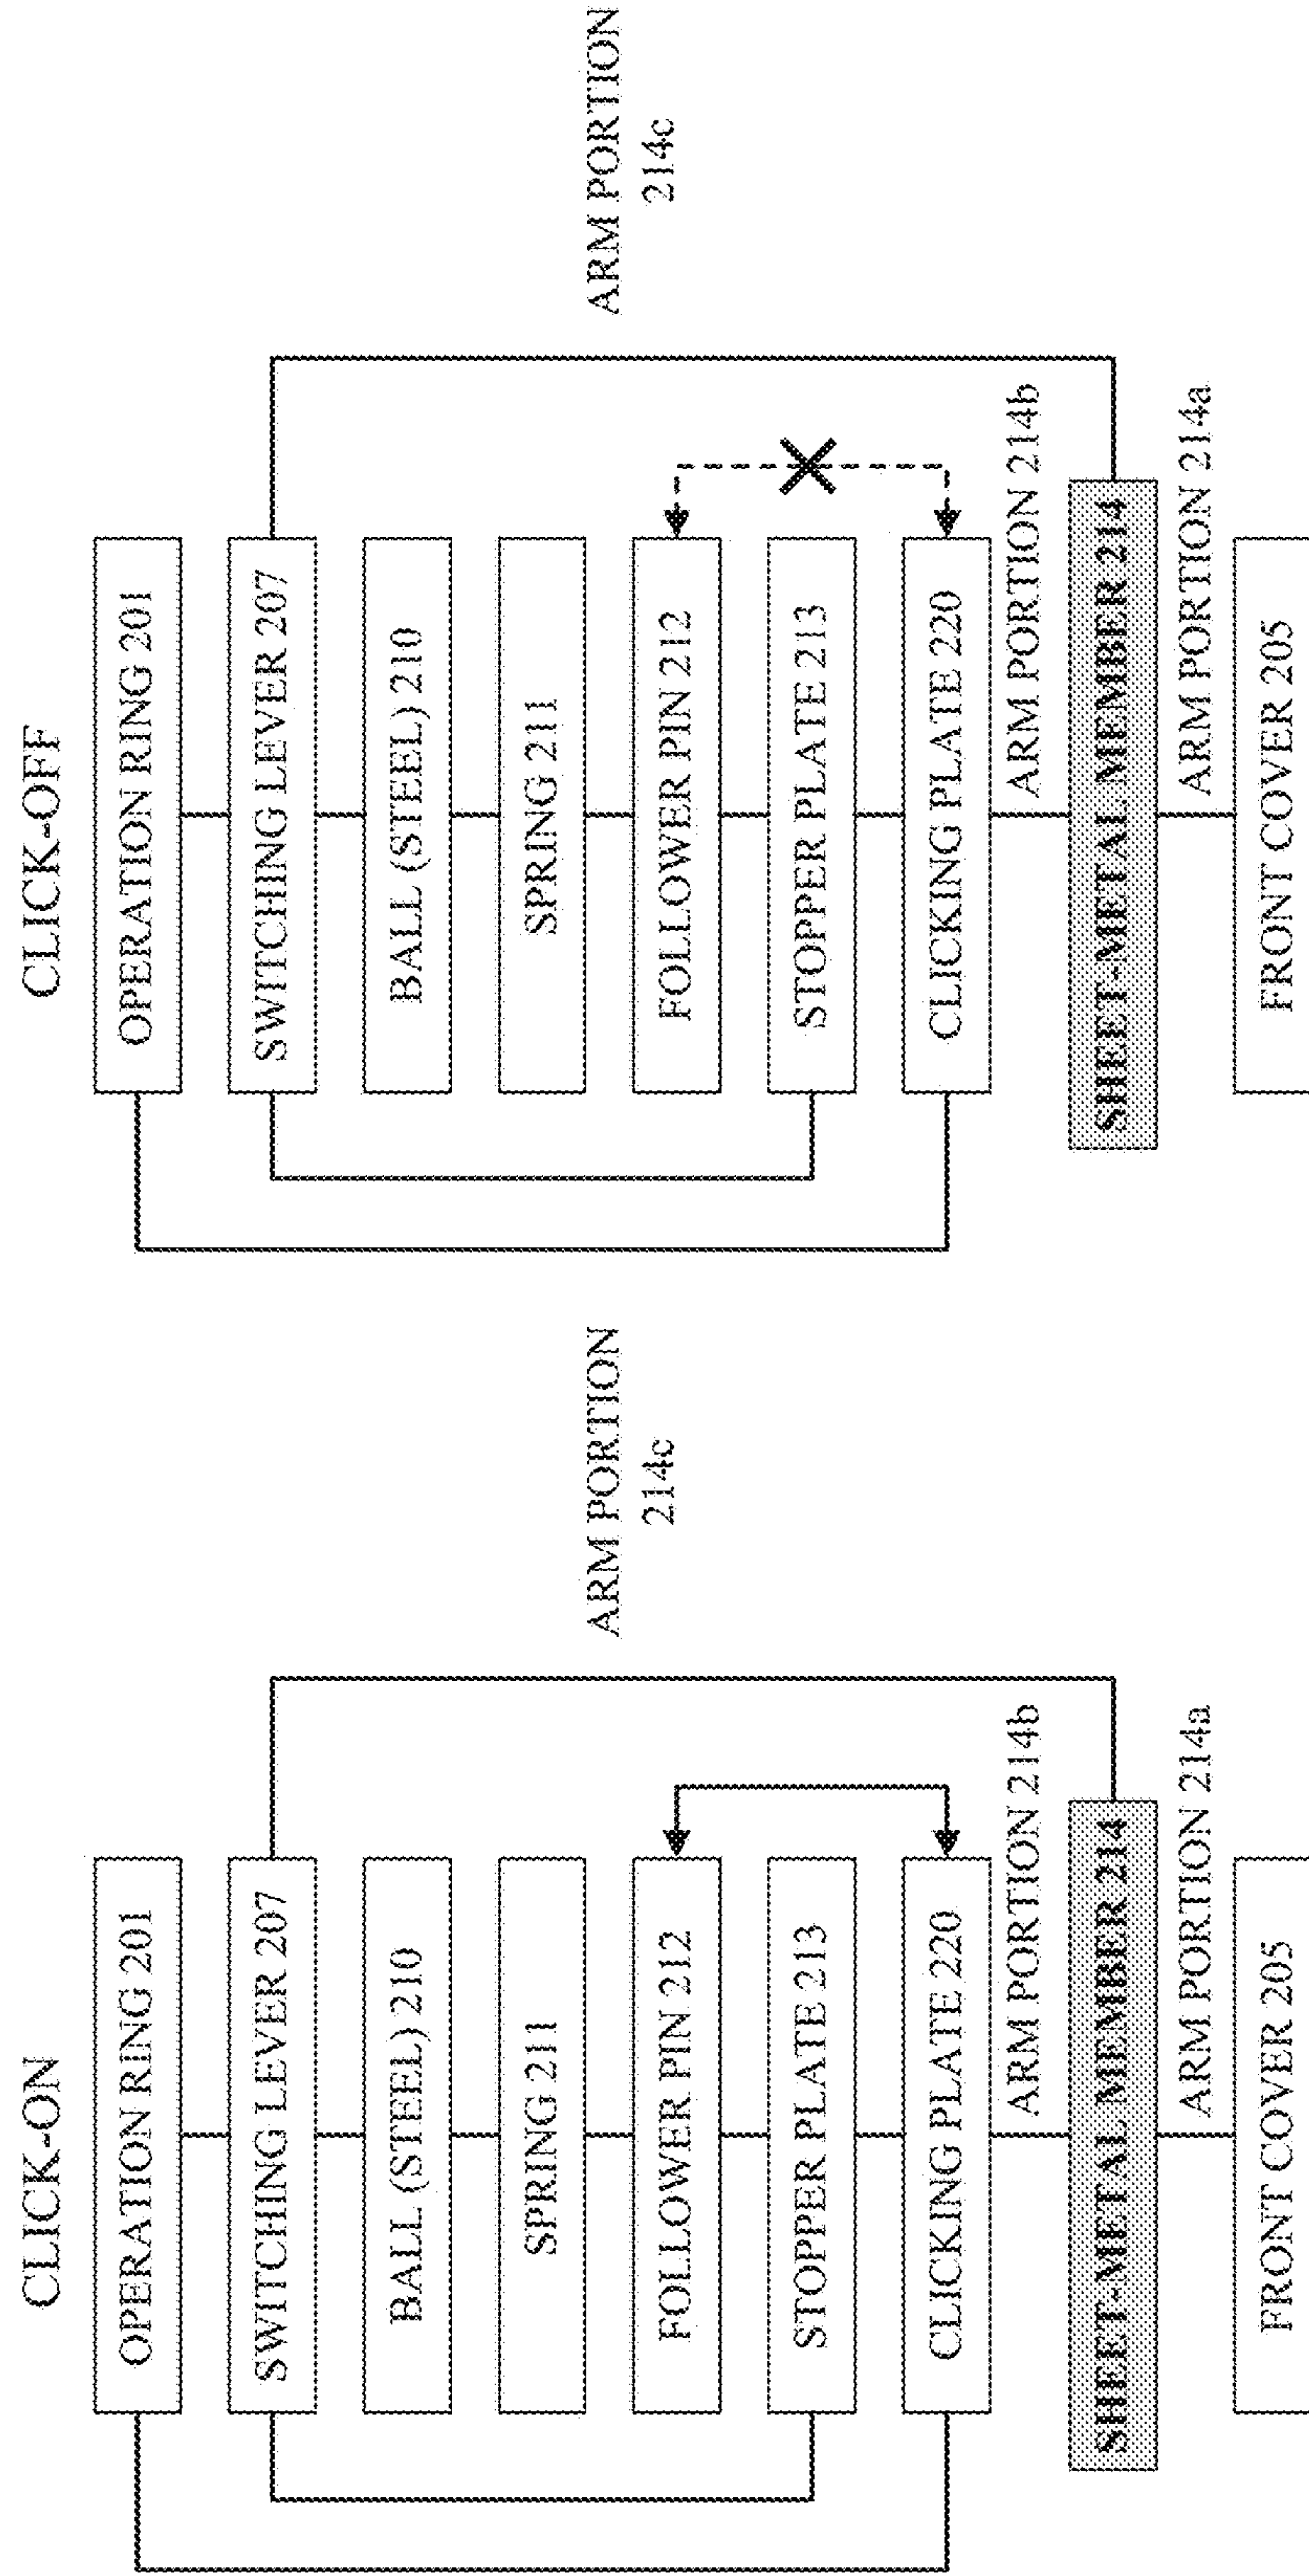 CLICK-ON
OPERATION RING 201
SWITCHING LEVER 207
BALL (STEEL) 210
SPRING 211
FOLLOWER PIN 212
STOPPER PLATE 213
CLICKING PLATE 220
ARM PORTION 214b
SHEET-METAL MEMBER 214
ARM PORTION 214a
FRONT COVER 205
ARM PORTION
214c
CLICK-OFF
OPERATION RING 201
SWITCHING LEVER 207
BALL (STEEL) 210
SPRING 211
FOLLOWER PIN 212
STOPPER PLATE 213
CLICKING PLATE 220
ARM PORTION 214b
SHEET-METAL MEMBER 214
ARM PORTION 214a
FRONT COVER 205
ARM PORTION
214c